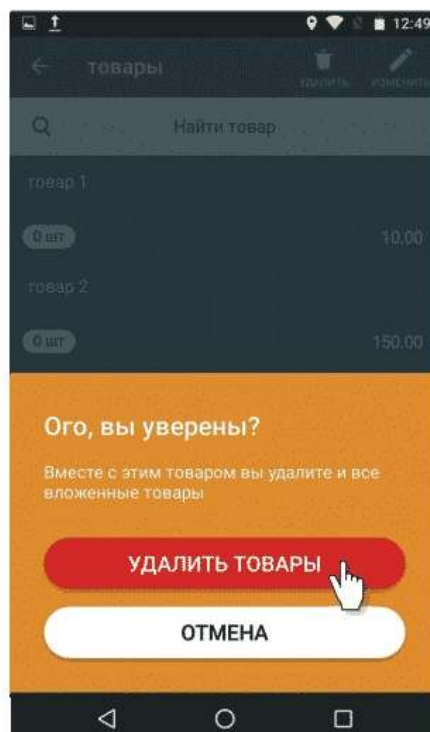 12:49
товары
УДАЛИТЬ ИЗМЕНИТЬ
Найти товар
товар 1
0 шт 10.00
товар 2
0 шт 150.00
Ого, вы уверены?
Вместе с этим товаром вы удалите и все
вложенные товары
УДАЛИТЬ ТОВАРЫ
ОТМЕНА